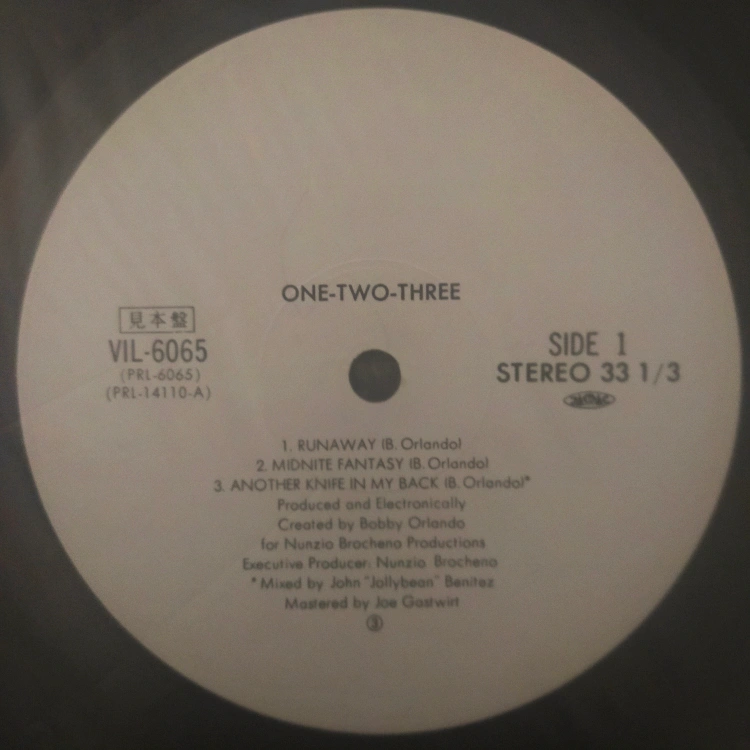 ONE-TWO-THREE
見本盤
VIL-6065
(PRL-6065)
(PRL-14110-A)
SIDE 1
STEREO 33 1/3
1. RUNAWAY (B. Orlando)
2. MIDNITE FANTASY (B. Orlando)
3. ANOTHER KNIFE IN MY BACK (B. Orlando)*
Produced and Electronically
Created by Bobby Orlando
for Nunzio Brocheno Productions
Executive Producer: Nunzio Brocheno
*Mixed by John "Jallybean" Benitez
Mastered by Joe Gastwirt
③